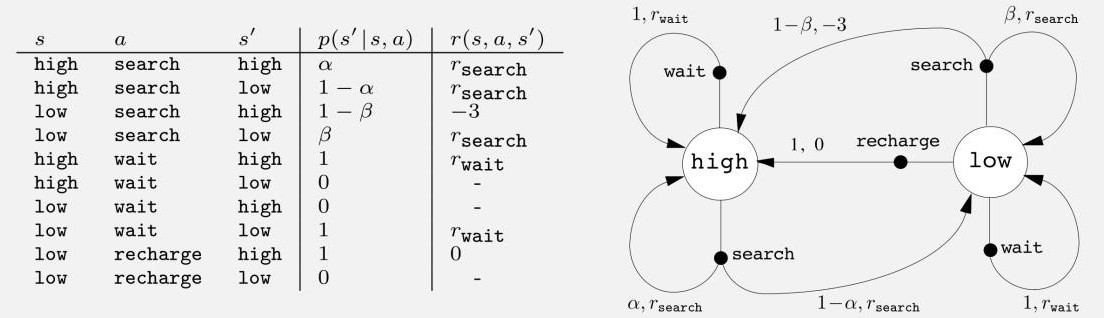 s a s′ p(s′|s, a) r(s, a, s′)
high search high α r_search
high search low 1 − α r_search
low search high 1 − β −3
low search low β r_search
high wait high 1 r_wait
high wait low 0 -
low wait high 0 -
low wait low 1 r_wait
low recharge high 1 0
low recharge low 0 -
1, r_wait
1−β, −3
β, r_search
wait
search
high
1, 0
recharge
low
search
wait
α, r_search
1−α, r_search
1, r_wait